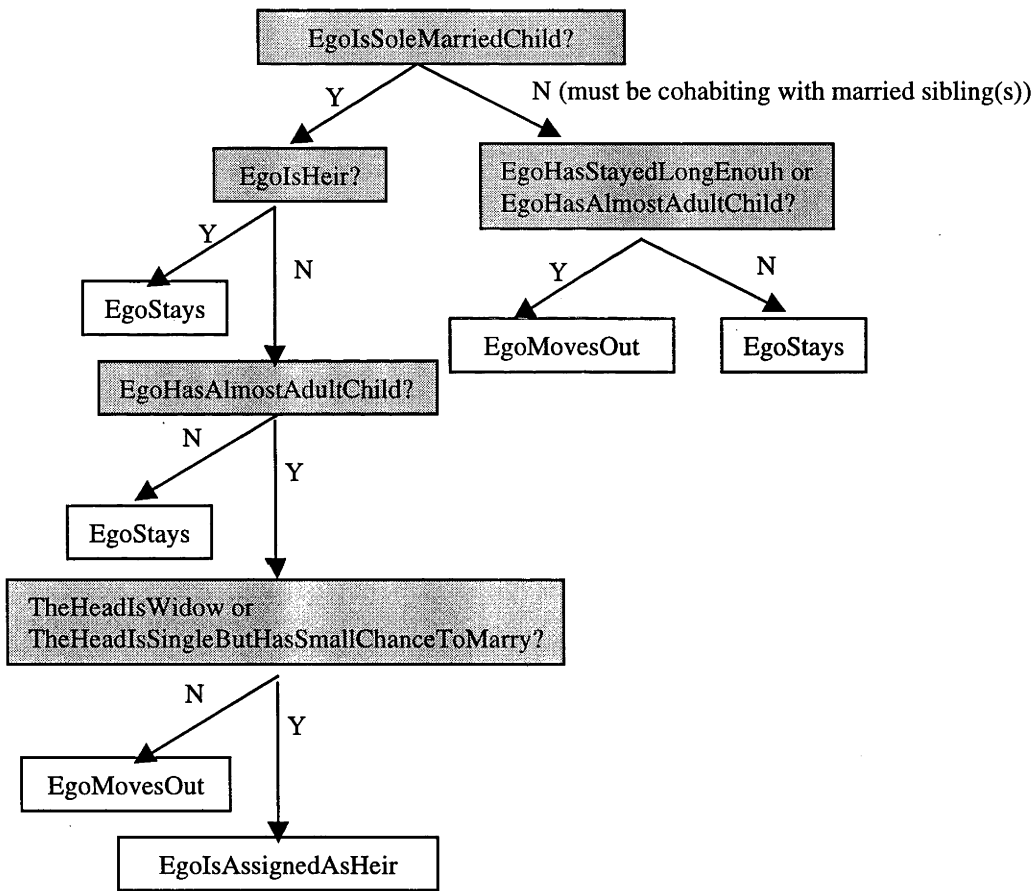 EgoIsSoleMarriedChild?
Y
N (must be cohabiting with married sibling(s))
EgoIsHeir?
EgoHasStayedLongEnouh or
EgoHasAlmostAdultChild?
Y
N
Y
N
EgoStays
EgoMovesOut
EgoStays
EgoHasAlmostAdultChild?
N
Y
EgoStays
TheHeadIsWidow or
TheHeadIsSingleButHasSmallChanceToMarry?
N
Y
EgoMovesOut
EgoIsAssignedAsHeir